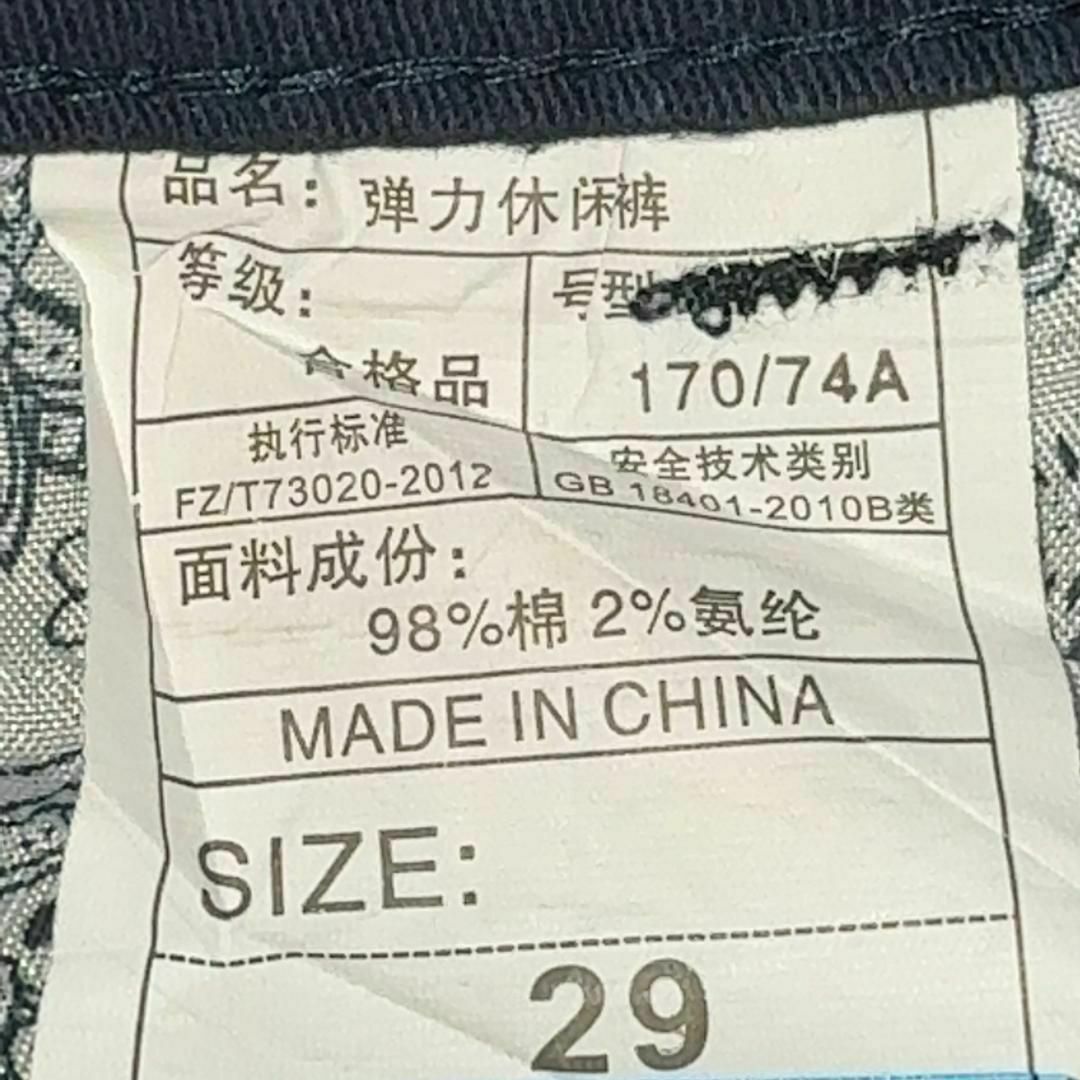 品名: 弹力休闲裤
等级: 号型
合格品 170/74A
执行标准 安全技术类别
FZ/T73020-2012 GB 18401-2010B类
面料成份:
98%棉 2%氨纶
MADE IN CHINA
SIZE:
29